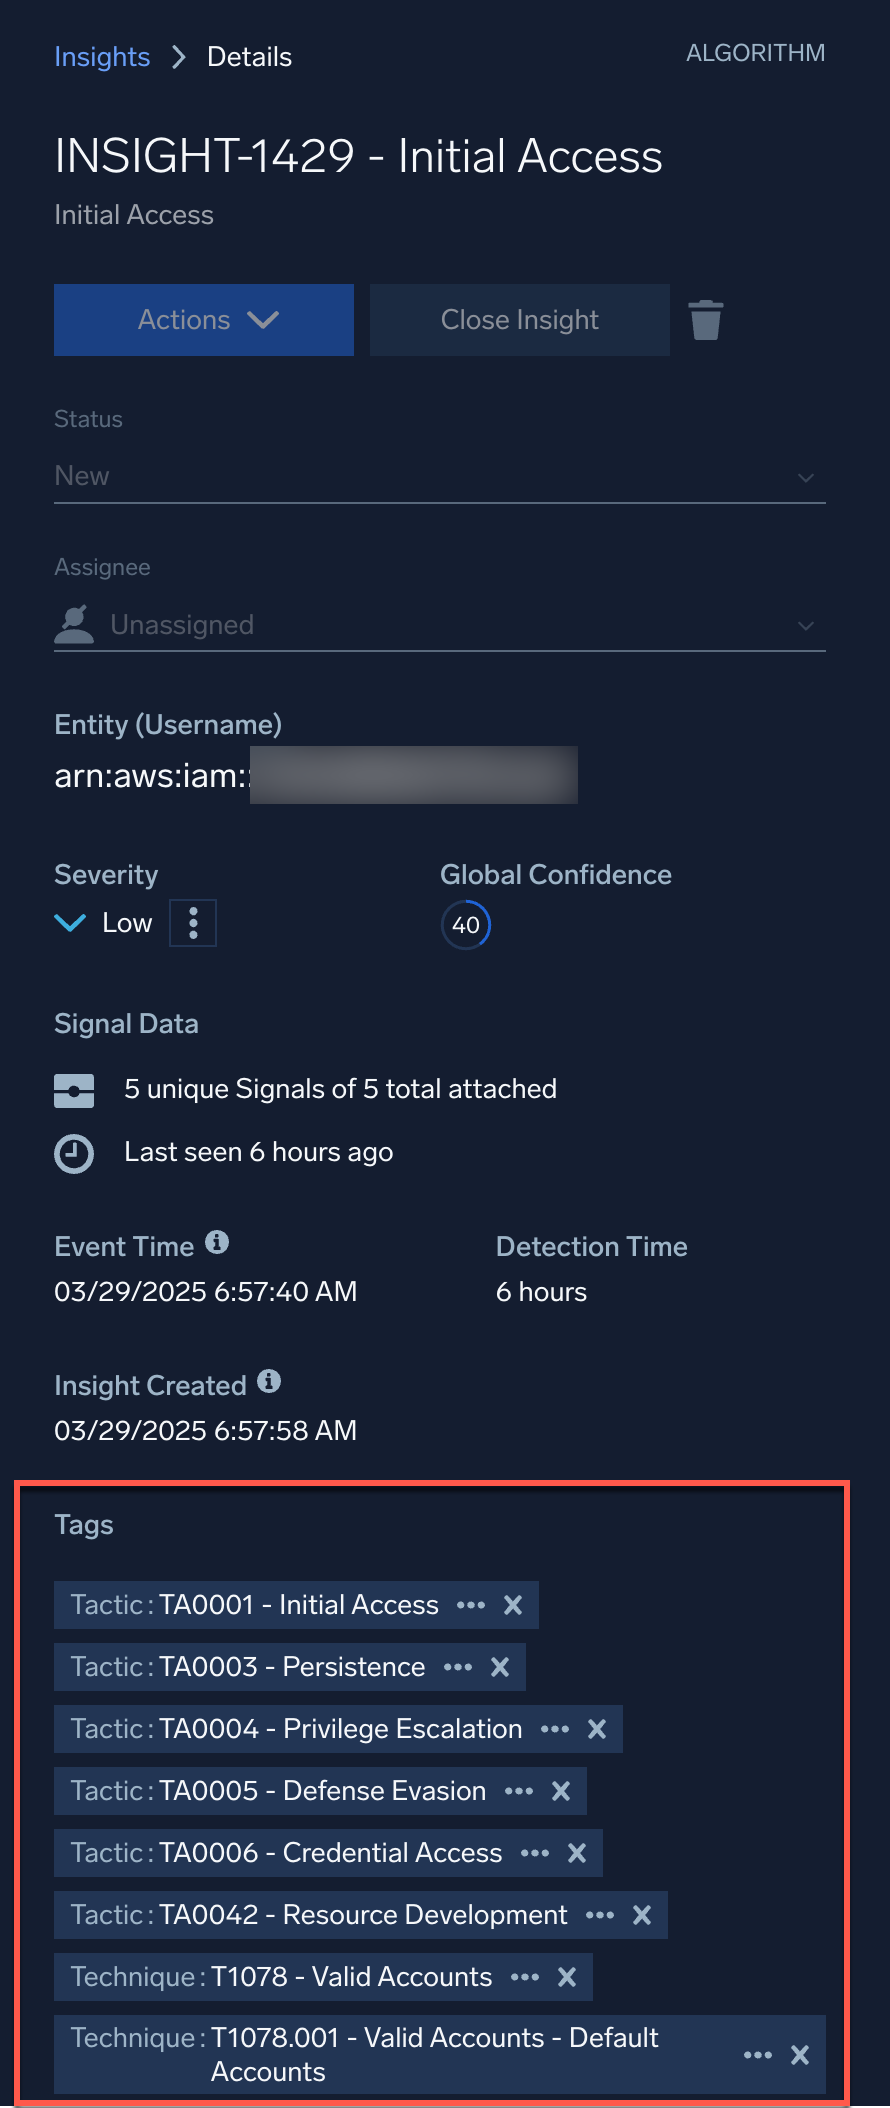 Insights > Details
ALGORITHM
INSIGHT-1429 - Initial Access
Initial Access
Actions
Close Insight
Status
New
Assignee
Unassigned
Entity (Username)
arn:aws:iam::
Severity
Global Confidence
Low
40
Signal Data
5 unique Signals of 5 total attached
Last seen 6 hours ago
Event Time
Detection Time
03/29/2025 6:57:40 AM
6 hours
Insight Created
03/29/2025 6:57:58 AM
Tags
Tactic: TA0001 - Initial Access
Tactic: TA0003 - Persistence
Tactic: TA0004 - Privilege Escalation
Tactic: TA0005 - Defense Evasion
Tactic: TA0006 - Credential Access
Tactic: TA0042 - Resource Development
Technique: T1078 - Valid Accounts
Technique: T1078.001 - Valid Accounts - Default
Accounts